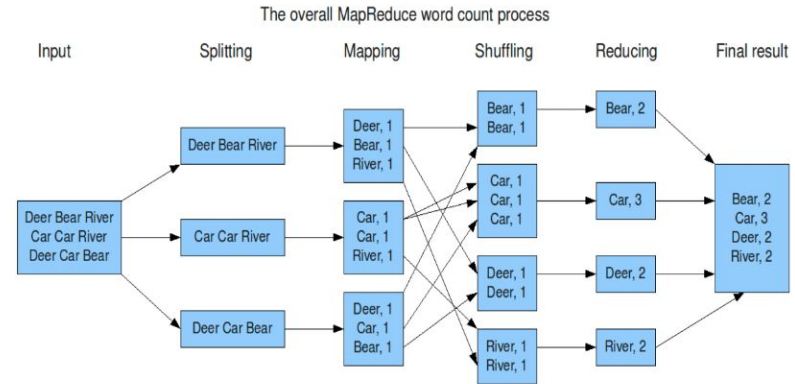 The overall MapReduce word count process
Input
Splitting
Mapping
Shuffling
Reducing
Final result
Deer Bear River
Car Car River
Deer Car Bear
Deer Bear River
Car Car River
Deer Car Bear
Deer, 1
Bear, 1
River, 1
Car, 1
Car, 1
River, 1
Deer, 1
Car, 1
Bear, 1
Bear, 1
Bear, 1
Car, 1
Car, 1
Car, 1
Deer, 1
Deer, 1
River, 1
River, 1
Bear, 2
Car, 3
Deer, 2
River, 2
Bear, 2
Car, 3
Deer, 2
River, 2